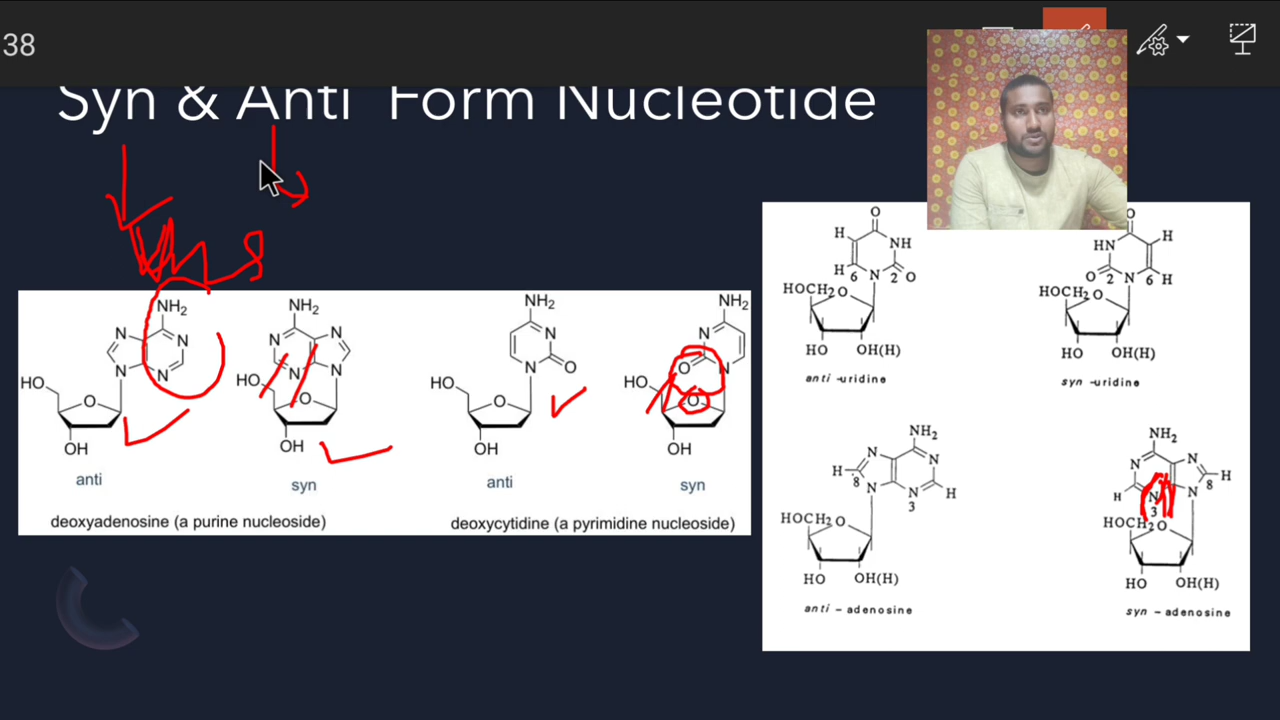 38
Syn & Anti Form Nucleotide
NH₂
N
N
N
N
HO
O
OH
anti
NH₂
N
N
N
N
HO
O
OH
syn
deoxyadenosine (a purine nucleoside)
NH₂
N
N
O
HO
O
OH
anti
NH₂
N
N
O
HO
O
OH
syn
deoxycytidine (a pyrimidine nucleoside)
O
H
NH
H
6
N
2
O
HOCH₂
O
HO
OH(H)
anti -uridine
O
HN
H
O
2
N
6
H
HOCH₂
O
HO
OH(H)
syn -uridine
NH₂
N
N
H
8
N
N
H
3
HOCH₂
O
HO
OH(H)
anti - adenosine
NH₂
N
N
H
8
H
N
N
3
HOCH₂
O
HO
OH(H)
syn - adenosine